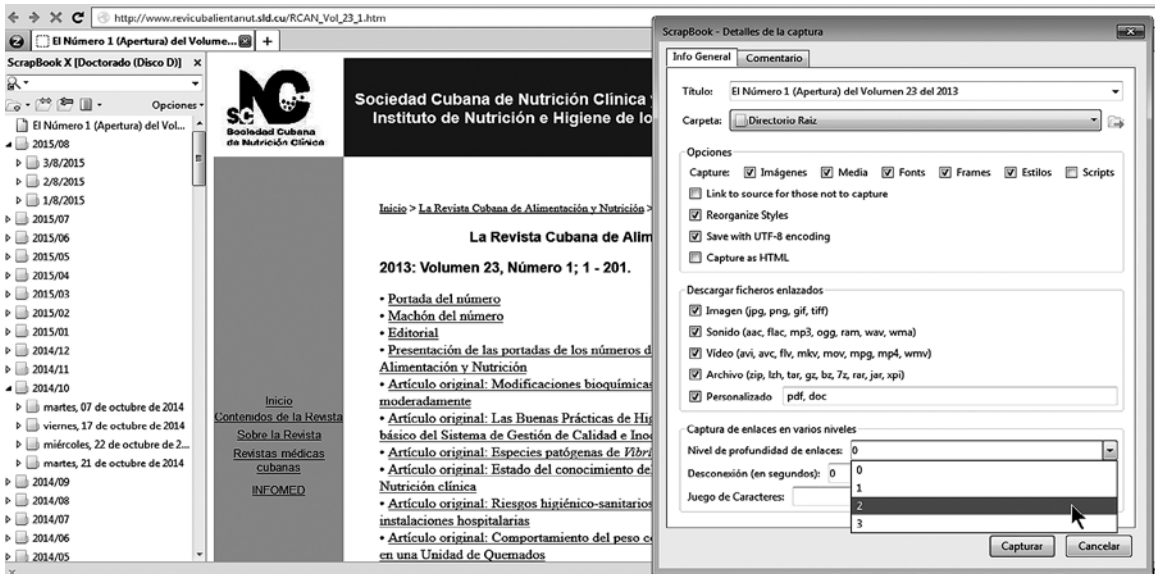 http://www.revicubalientanut.sld.cu/RCAN_Vol_23_1.htm
El Número 1 (Apertura) del Volume...
ScrapBook X [Doctorado (Disco D)]
Opciones
El Número 1 (Apertura) del Vol...
2015/08
3/8/2015
2/8/2015
1/8/2015
2015/07
2015/06
2015/05
2015/04
2015/03
2015/02
2015/01
2014/12
2014/11
2014/10
martes, 07 de octubre de 2014
viernes, 17 de octubre de 2014
miércoles, 22 de octubre de 2...
martes, 21 de octubre de 2014
2014/09
2014/08
2014/07
2014/06
2014/05
SC NC
Sociedad Cubana
de Nutrición Clínica
Inicio
Contenidos de la Revista
Sobre la Revista
Revistas médicas
cubanas
INFOMED
Sociedad Cubana de Nutrición Clínica
Instituto de Nutrición e Higiene de lo
Inicio > La Revista Cubana de Alimentación y Nutrición >
La Revista Cubana de Alim
2013: Volumen 23, Número 1; 1 - 201.
• Portada del número
• Machón del número
• Editorial
• Presentación de las portadas de los números d
Alimentación y Nutrición
• Artículo original: Modificaciones bioquímicas
moderadamente
• Artículo original: Las Buenas Prácticas de Hig
básico del Sistema de Gestión de Calidad e Inoc
• Artículo original: Especies patógenas de Vibri
• Artículo original: Estado del conocimiento de
Nutrición clínica
• Artículo original: Riesgos higiénico-sanitarios
instalaciones hospitalarias
• Artículo original: Comportamiento del peso co
en una Unidad de Quemados
ScrapBook - Detalles de la captura
Info General Comentario
Título: El Número 1 (Apertura) del Volumen 23 del 2013
Carpeta: Directorio Raiz
Opciones
Capture: Imágenes Media Fonts Frames Estilos Scripts
Link to source for those not to capture
Reorganize Styles
Save with UTF-8 encoding
Capture as HTML
Descargar ficheros enlazados
Imagen (jpg, png, gif, tiff)
Sonido (aac, flac, mp3, ogg, ram, wav, wma)
Vídeo (avi, avc, flv, mkv, mov, mpg, mp4, wmv)
Archivo (zip, lzh, tar, gz, bz, 7z, rar, jar, xpi)
Personalizado pdf, doc
Captura de enlaces en varios niveles
Nivel de profundidad de enlaces: 0
Desconexión (en segundos): 0
Juego de Caracteres:
0
1
2
3
Capturar Cancelar